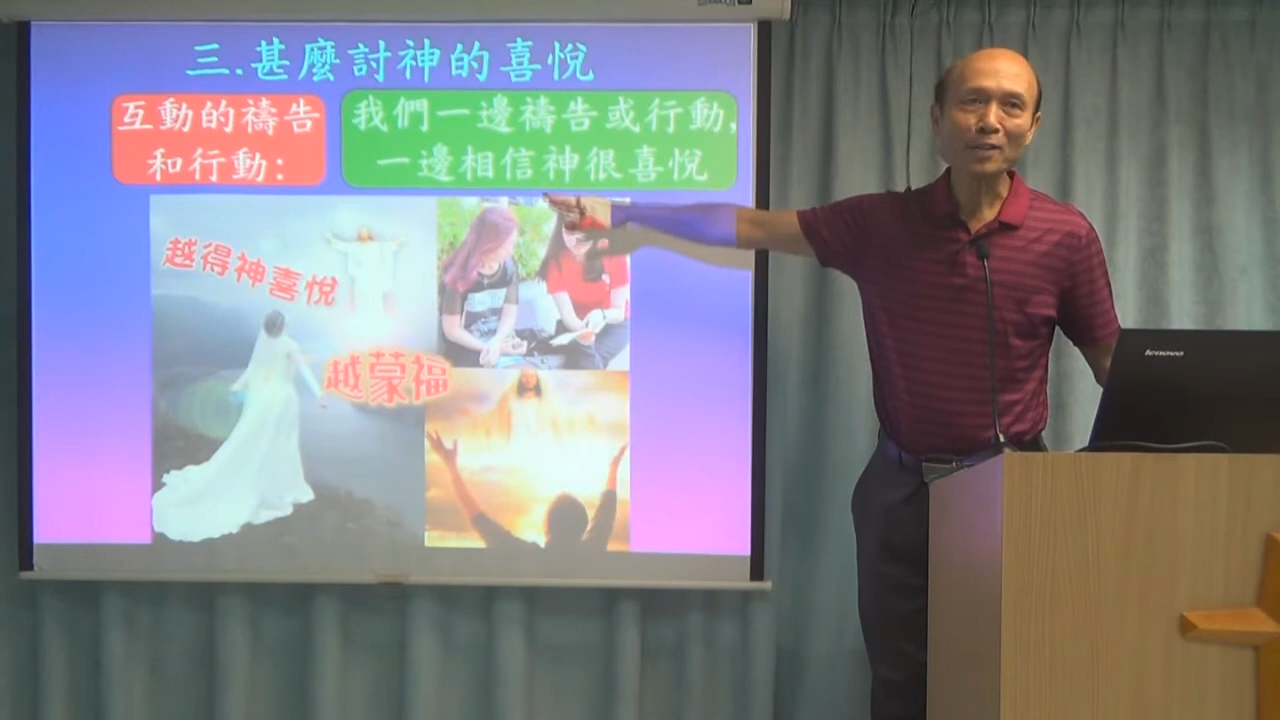 三.甚麼討神的喜悅
互動的禱告
和行動:
我們一邊禱告或行動,
一邊相信神很喜悅
越得神喜悅
越蒙福
lenovo